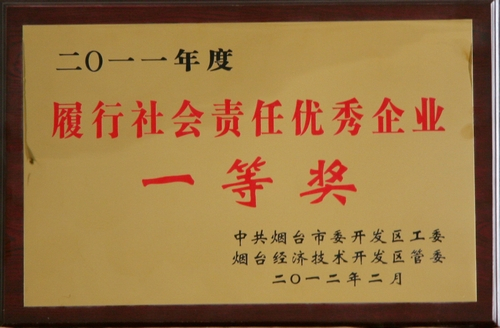 二〇一一年度
履行社会责任优秀企业
一等奖
中共烟台市委开发区工委
烟台经济技术开发区管委
二〇一二年二月